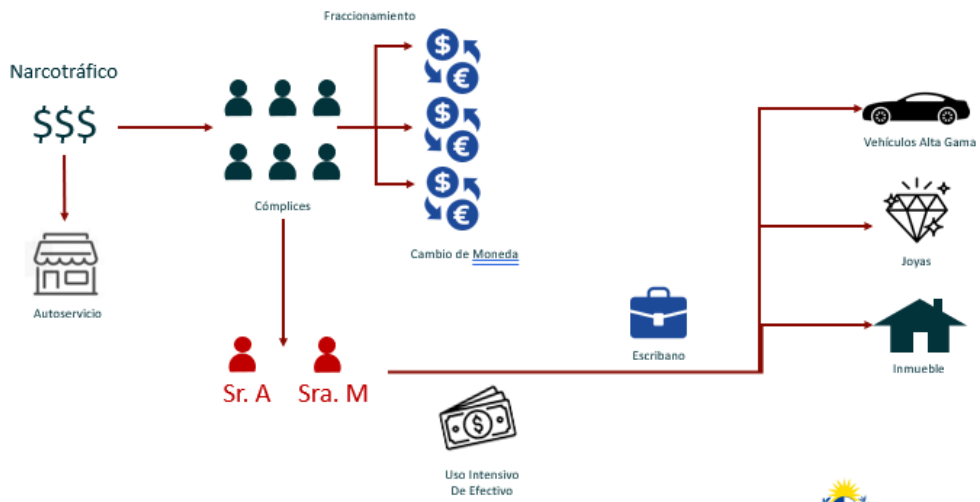 Fraccionamiento
Narcotráfico
$$$
$
€
$
€
$
€
Vehículos Alta Gama
Cómplices
Cambio de Moneda
Joyas
Autoservicio
Escribano
Inmueble
Sr. A
Sra. M
$
Uso Intensivo
De Efectivo